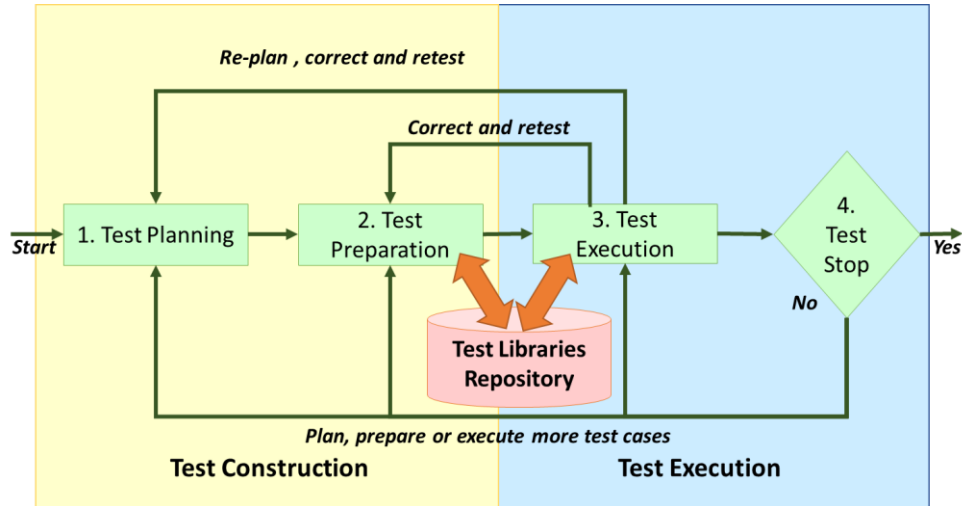 Re-plan , correct and retest
Correct and retest
Start
1. Test Planning
2. Test
Preparation
3. Test
Execution
4.
Test
Stop
Yes
No
Test Libraries
Repository
Plan, prepare or execute more test cases
Test Construction
Test Execution